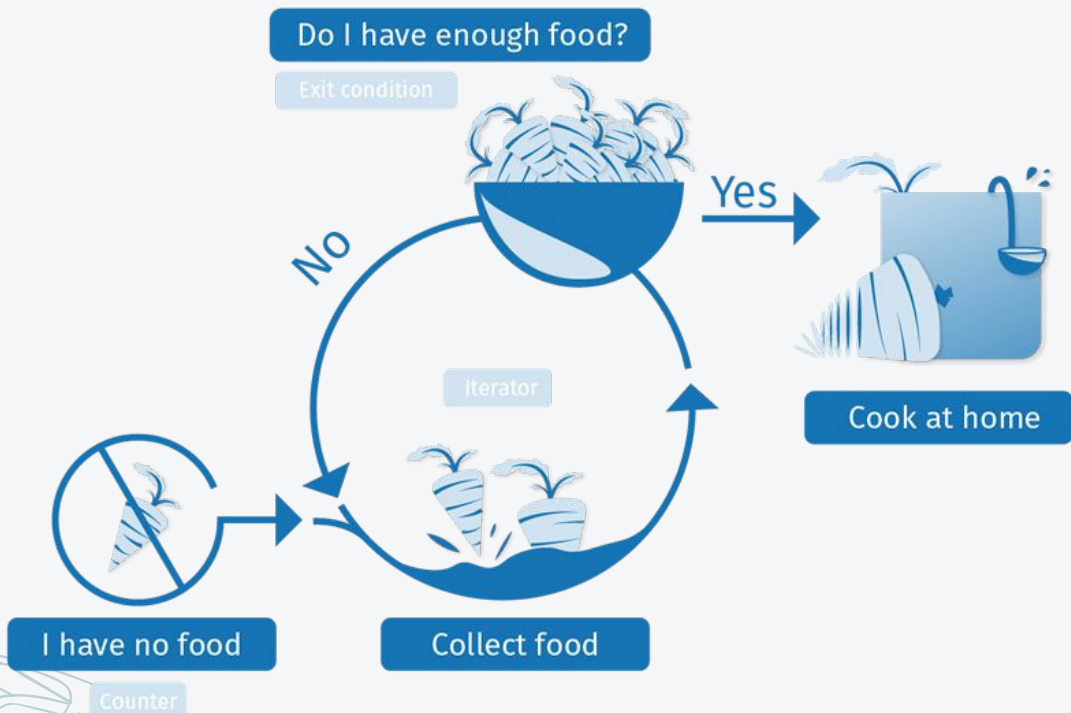 Do I have enough food?
Exit condition
Yes
No
Iterator
Cook at home
I have no food
Collect food
Counter